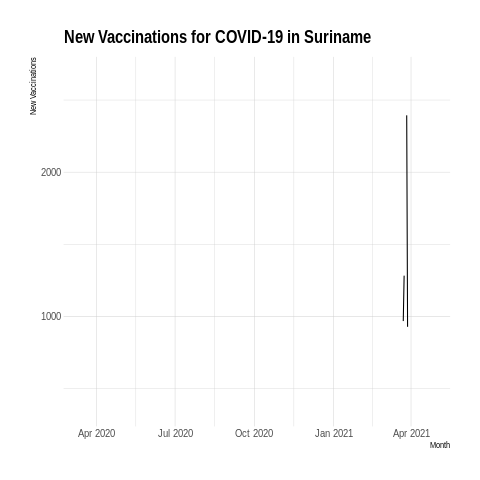 New Vaccinations for COVID-19 in Suriname
New Vaccinations
2000
1000
Apr 2020
Jul 2020
Oct 2020
Jan 2021
Apr 2021
Month